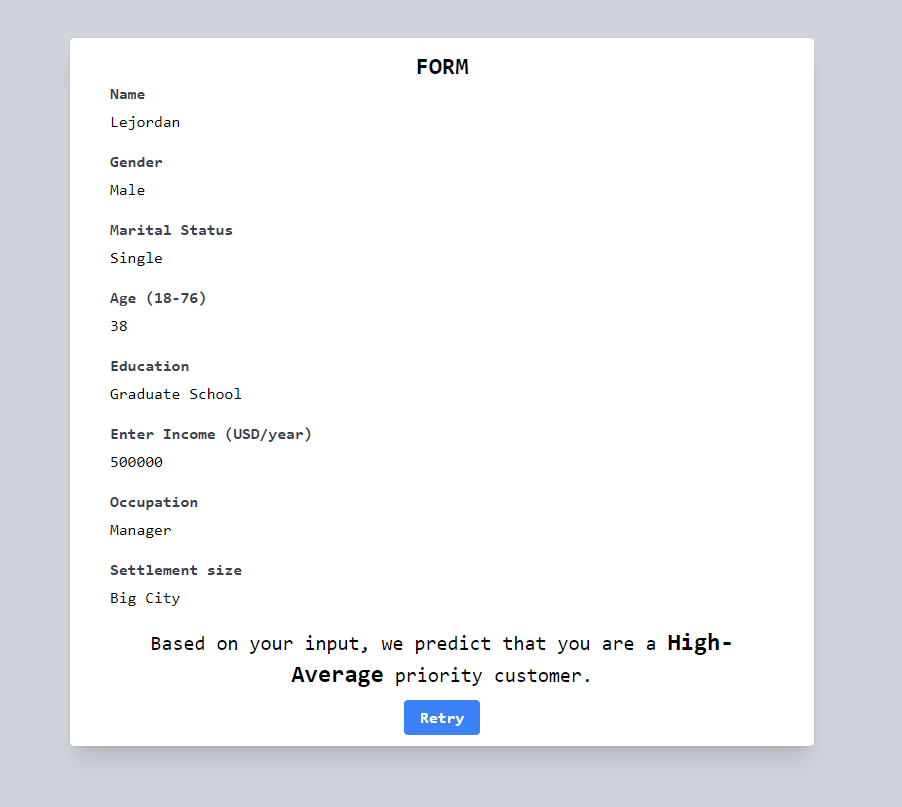 FORM
Name
Lejordan
Gender
Male
Marital Status
Single
Age (18-76)
38
Education
Graduate School
Enter Income (USD/year)
500000
Occupation
Manager
Settlement size
Big City
Based on your input, we predict that you are a High-
Average priority customer.
Retry